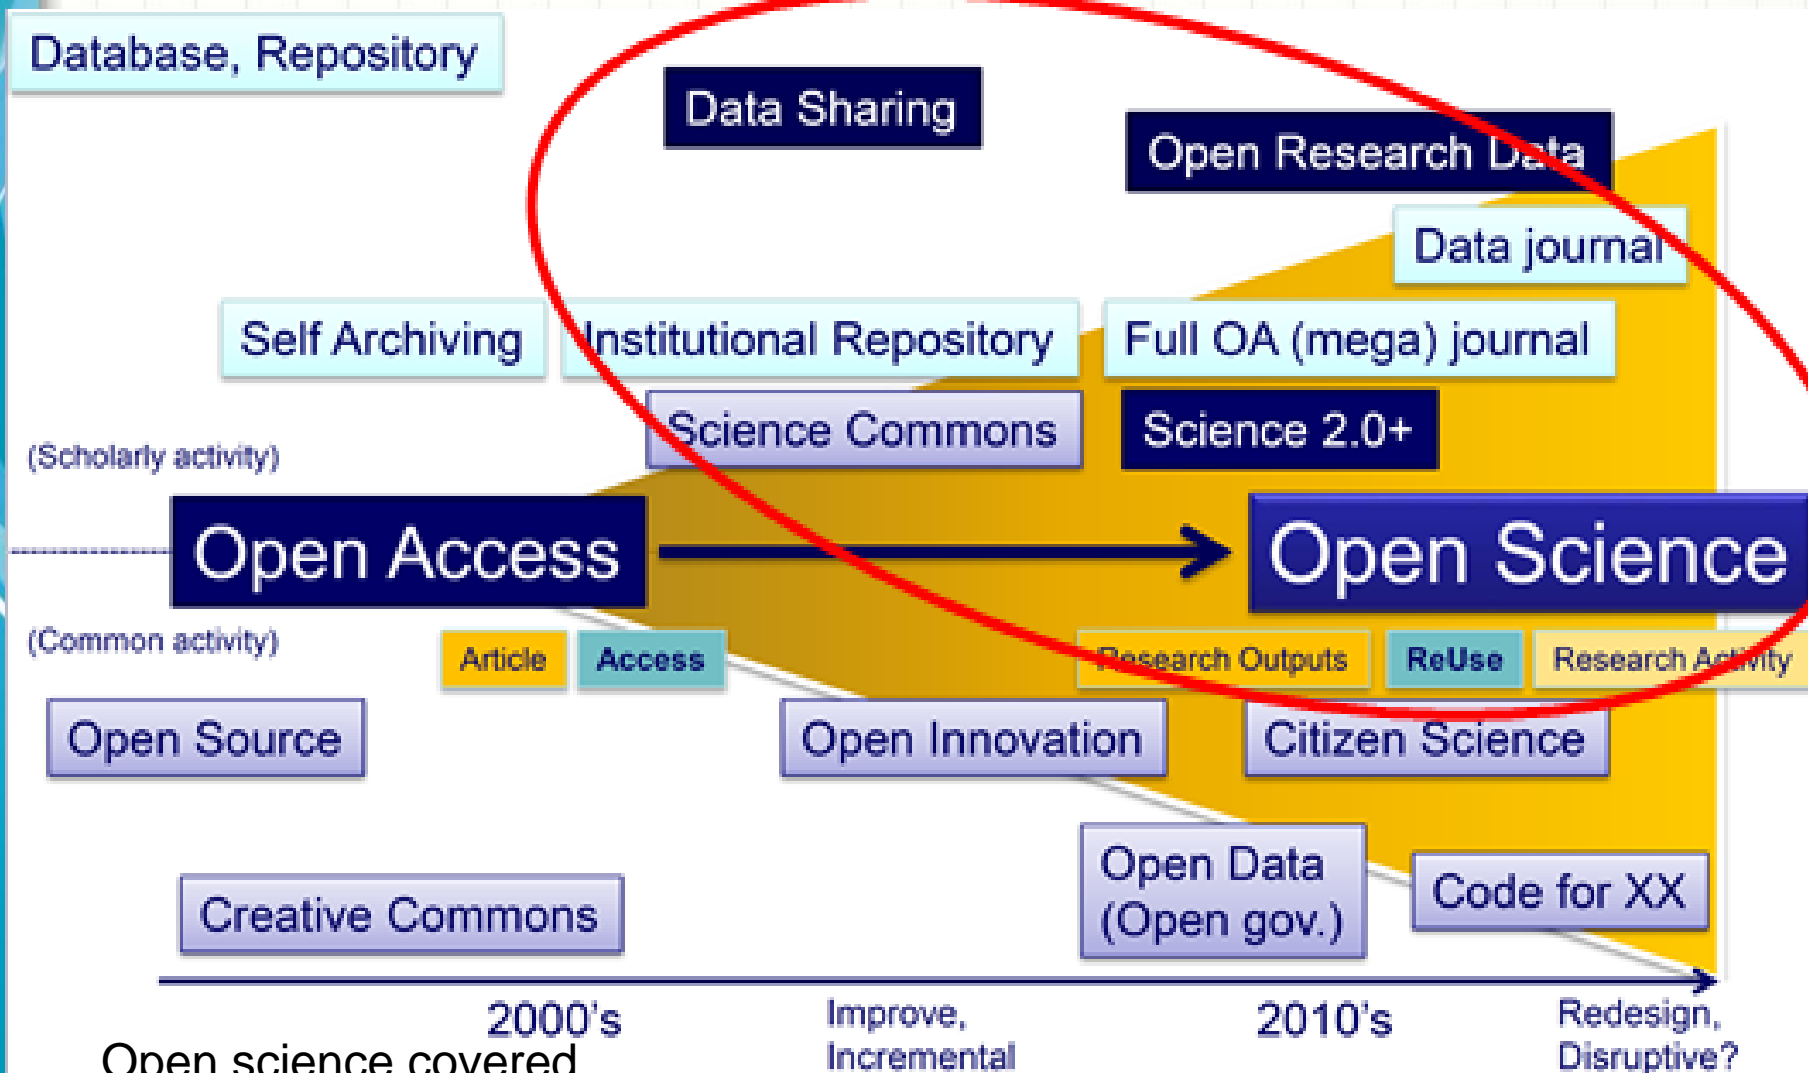 Database, Repository
Data Sharing
Open Research Data
Data journal
Self Archiving
Institutional Repository
Full OA (mega) journal
Science Commons
Science 2.0+
(Scholarly activity)
Open Access
Open Science
(Common activity)
Article
Access
Research Outputs
ReUse
Research Activity
Open Source
Open Innovation
Citizen Science
Open Data
(Open gov.)
Code for XX
Creative Commons
2000's
Improve,
Incremental
2010's
Redesign,
Disruptive?
Open science covered